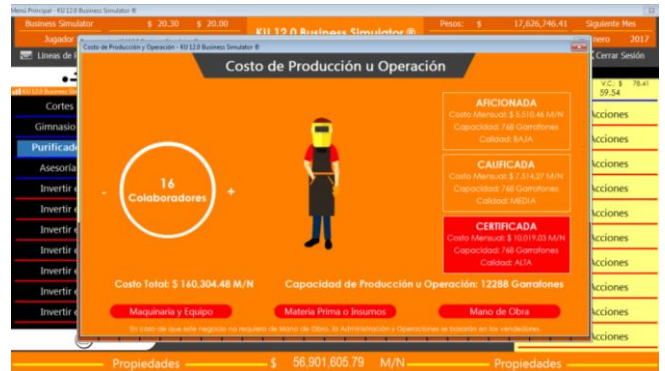 Menú Principal - KU 12.0 Business Simulator ®
Business Simulator $ 20.30 $ 20.00 KU 12.0 Business Simulator ® Pesos: $ 17,626,746.41 Siguiente Mes
Jugador nero 2017
Costo de Producción y Operación - KU 12.0 Business Simulator ®
Líneas de Cerrar Sesión
Costo de Producción u Operación
V.C.: $ 78.41
59.54
Cortes
Gimnasio
Purificad
Asesoría
Invertir
Invertir
Invertir
Invertir
Invertir
Invertir
Invertir
Acciones
Acciones
Acciones
Acciones
Acciones
Acciones
Acciones
Acciones
Acciones
Acciones
Acciones
Acciones
- 16 +
Colaboradores
AFICIONADA
Costo Mensual: $ 5,510.46 M/N
Capacidad: 768 Garrafones
Calidad: BAJA
CALIFICADA
Costo Mensual: $ 7,514.27 M/N
Capacidad: 768 Garrafones
Calidad: MEDIA
CERTIFICADA
Costo Mensual: $ 10,019.03 M/N
Capacidad: 768 Garrafones
Calidad: ALTA
Costo Total: $ 160,304.48 M/N Capacidad de Producción u Operación: 12288 Garrafones
Maquinaria y Equipo Materia Prima o Insumos Mano de Obra
En caso de que este negocio no requiera de Mano de Obra, la Administración y Operaciones se basarán en los vendedores.
Propiedades $ 56,901,605.79 M/N Propiedades